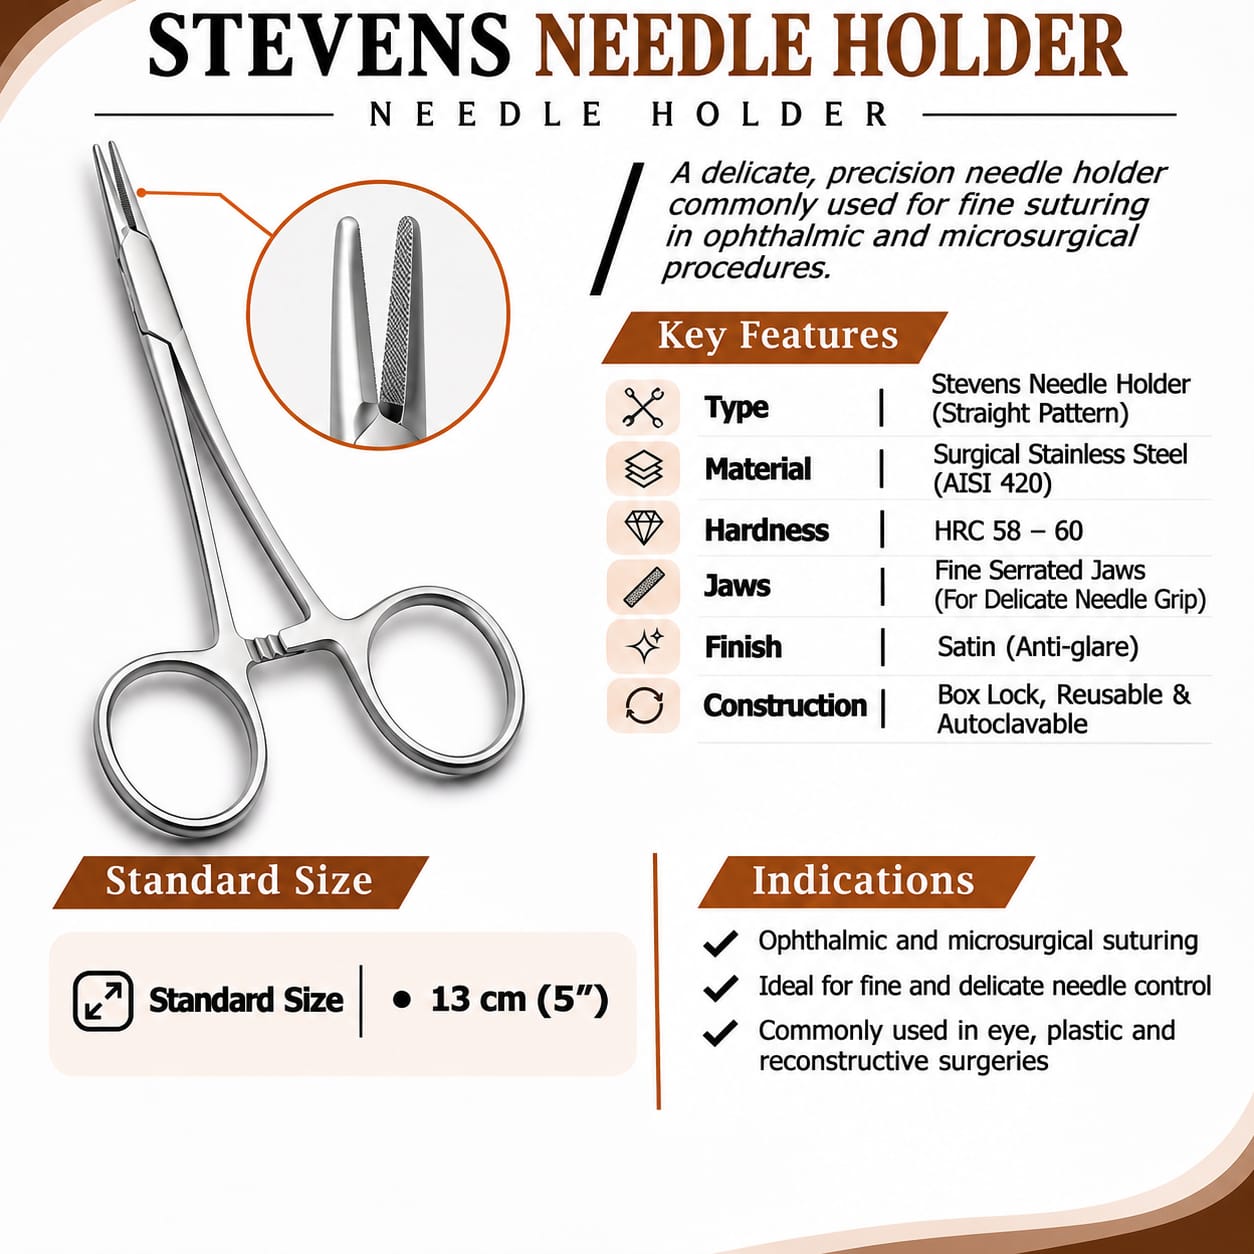 STEVENS NEEDLE HOLDER
NEEDLE HOLDER
A delicate, precision needle holder
commonly used for fine suturing
in ophthalmic and microsurgical
procedures.
Key Features
Type | Stevens Needle Holder
(Straight Pattern)
Material | Surgical Stainless Steel
(AISI 420)
Hardness | HRC 58 – 60
Jaws | Fine Serrated Jaws
(For Delicate Needle Grip)
Finish | Satin (Anti-glare)
Construction | Box Lock, Reusable &
Autoclavable
Standard Size
Standard Size | • 13 cm (5″)
Indications
Ophthalmic and microsurgical suturing
Ideal for fine and delicate needle control
Commonly used in eye, plastic and
reconstructive surgeries